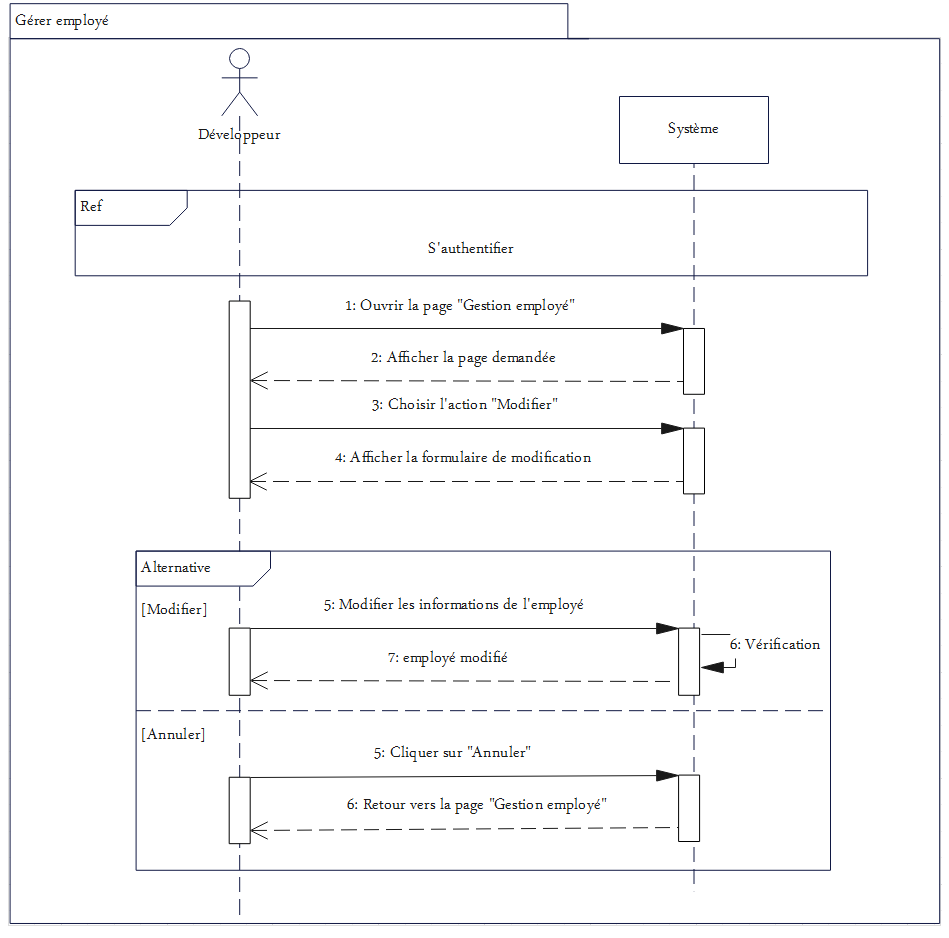 Gérer employé
Développeur
Système
Ref
S'authentifier
1: Ouvrir la page "Gestion employé"
2: Afficher la page demandée
3: Choisir l'action "Modifier"
4: Afficher la formulaire de modification
Alternative
[Modifier]
5: Modifier les informations de l'employé
6: Vérification
7: employé modifié
[Annuler]
5: Cliquer sur "Annuler"
6: Retour vers la page "Gestion employé"